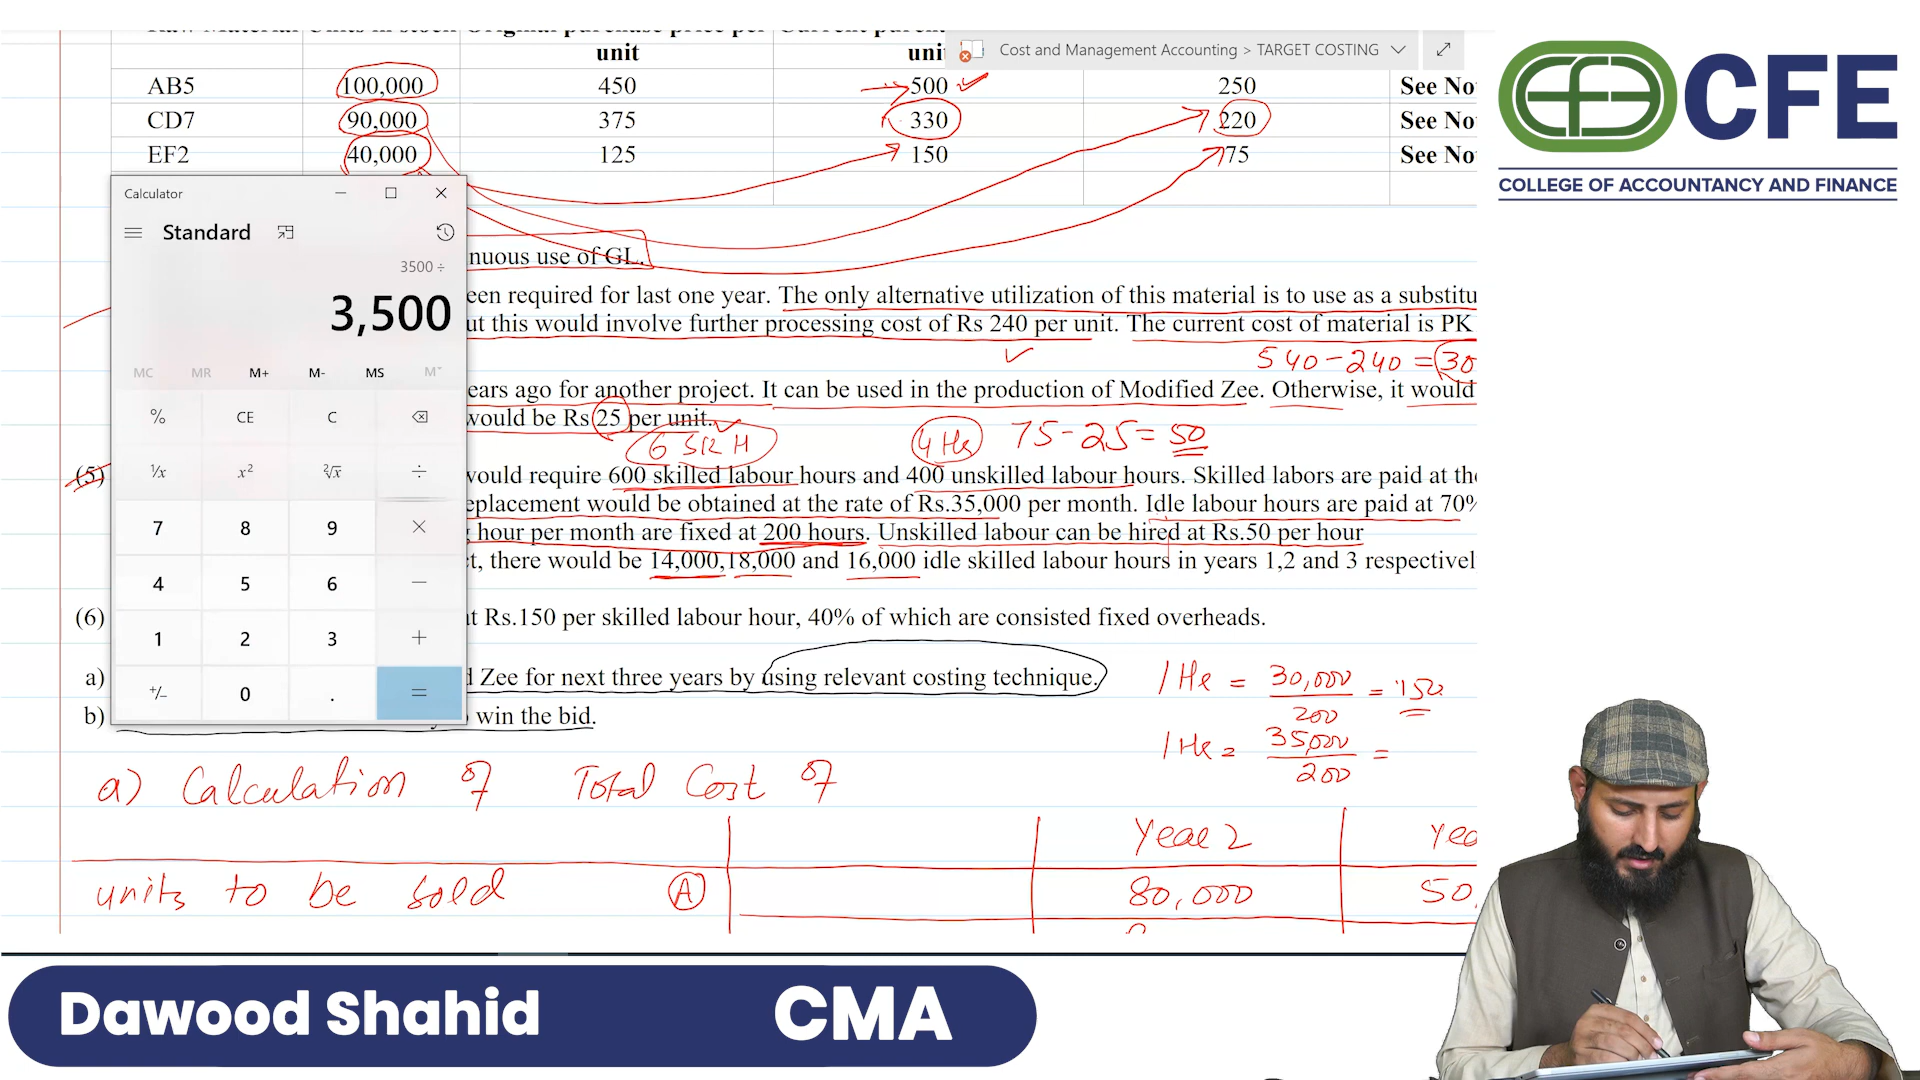 unit
unit
Cost and Management Accounting > TARGET COSTING
AB5 100,000 450 500 250 See No
CD7 90,000 375 330 220 See No
EF2 40,000 125 150 75 See No
Calculator
Standard
3500 ÷
3,500
MC MR M+ M- MS M˅
% CE C
¹/x x² ²√x ÷
7 8 9 ×
4 5 6 −
1 2 3 +
+/− 0 . =
nuous use of GL.
een required for last one year. The only alternative utilization of this material is to use as a substitu
ut this would involve further processing cost of Rs 240 per unit. The current cost of material is PK
540-240 = 30
ears ago for another project. It can be used in the production of Modified Zee. Otherwise, it would
would be Rs 25 per unit.
75-25=50
(5) would require 600 skilled labour hours and 400 unskilled labour hours. Skilled labors are paid at the
eplacement would be obtained at the rate of Rs.35,000 per month. Idle labour hours are paid at 70%
hour per month are fixed at 200 hours. Unskilled labour can be hired at Rs.50 per hour
t, there would be 14,000,18,000 and 16,000 idle skilled labour hours in years 1,2 and 3 respectivel
(6) at Rs.150 per skilled labour hour, 40% of which are consisted fixed overheads.
a) Zee for next three years by using relevant costing technique.
b) win the bid.
1 Hr = 30,000 / 200 = 150
1 Hr = 35,000 / 200 =
a) Calculation of Total Cost of
Year 2 Yea
units to be sold A 80,000 50,
CFE
COLLEGE OF ACCOUNTANCY AND FINANCE
Dawood Shahid CMA